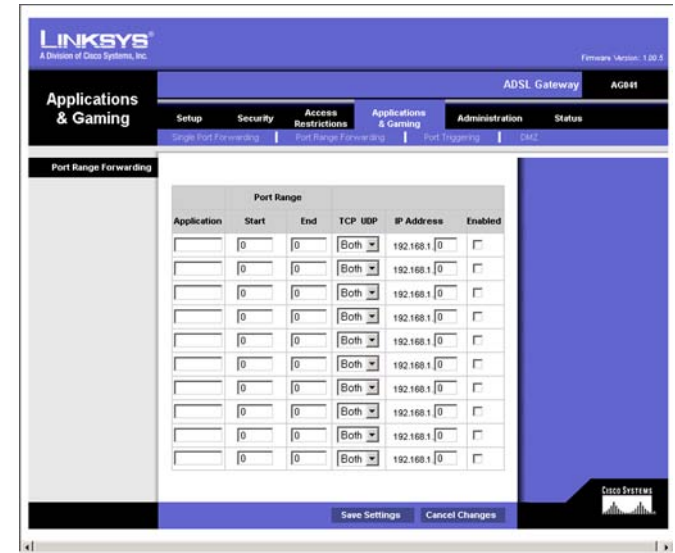 LINKSYS®
A Division of Cisco Systems, Inc.
Firmware Version: 1.00.5
ADSL Gateway AG041
Applications & Gaming
Setup Security Access Restrictions Applications & Gaming Administration Status
Single Port Forwarding Port Range Forwarding Port Triggering DMZ
Port Range Forwarding
Port Range
Application Start End TCP UDP IP Address Enabled
0 0 Both 192.168.1. 0
0 0 Both 192.168.1. 0
0 0 Both 192.168.1. 0
0 0 Both 192.168.1. 0
0 0 Both 192.168.1. 0
0 0 Both 192.168.1. 0
0 0 Both 192.168.1. 0
0 0 Both 192.168.1. 0
0 0 Both 192.168.1. 0
0 0 Both 192.168.1. 0
CISCO SYSTEMS
Save Settings Cancel Changes